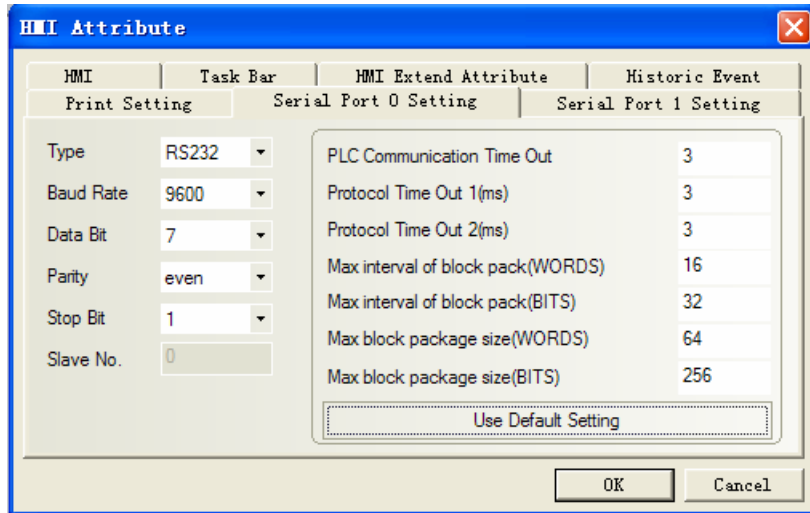 HMI Attribute
HMI Task Bar HMI Extend Attribute Historic Event
Print Setting Serial Port 0 Setting Serial Port 1 Setting
Type RS232
Baud Rate 9600
Data Bit 7
Parity even
Stop Bit 1
Slave No. 0
PLC Communication Time Out 3
Protocol Time Out 1(ms) 3
Protocol Time Out 2(ms) 3
Max interval of block pack(WORDS) 16
Max interval of block pack(BITS) 32
Max block package size(WORDS) 64
Max block package size(BITS) 256
Use Default Setting
OK Cancel